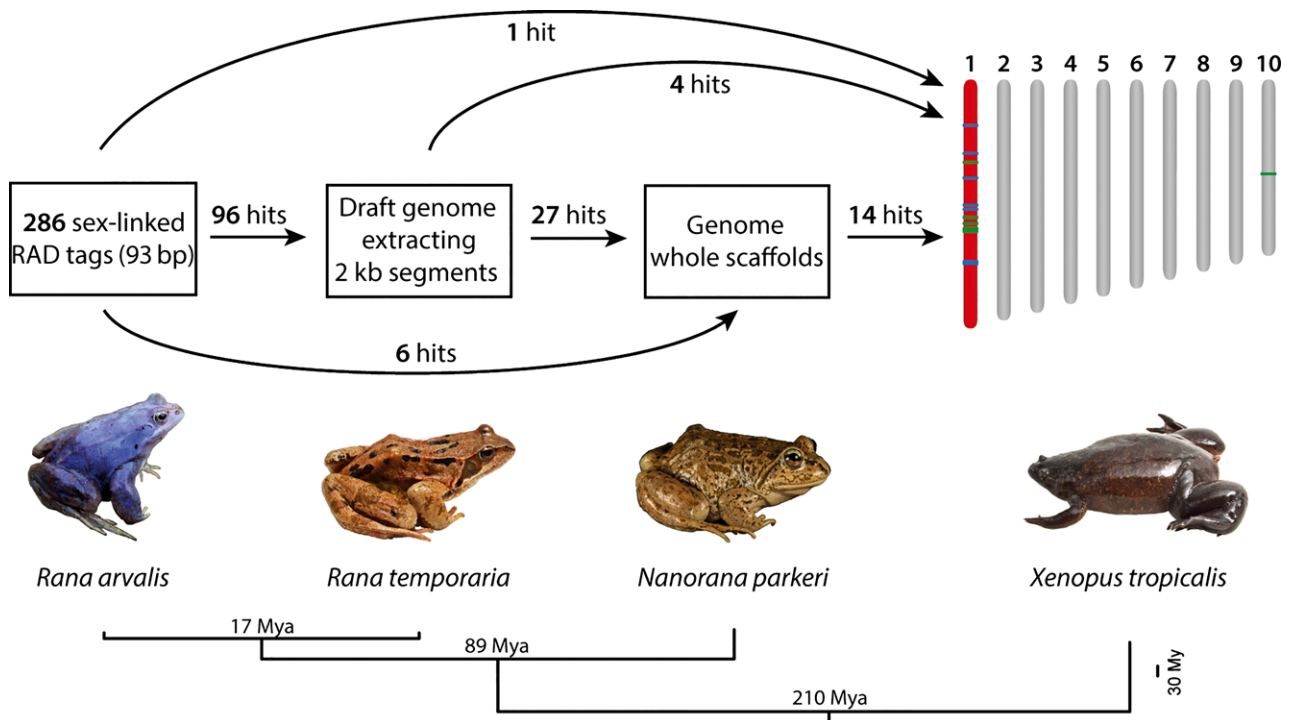 1 hit
4 hits
1 2 3 4 5 6 7 8 9 10
286 sex-linked
RAD tags (93 bp)
96 hits
Draft genome
extracting
2 kb segments
27 hits
Genome
whole scaffolds
14 hits
6 hits
Rana arvalis
Rana temporaria
Nanorana parkeri
Xenopus tropicalis
17 Mya
89 Mya
210 Mya
30 My